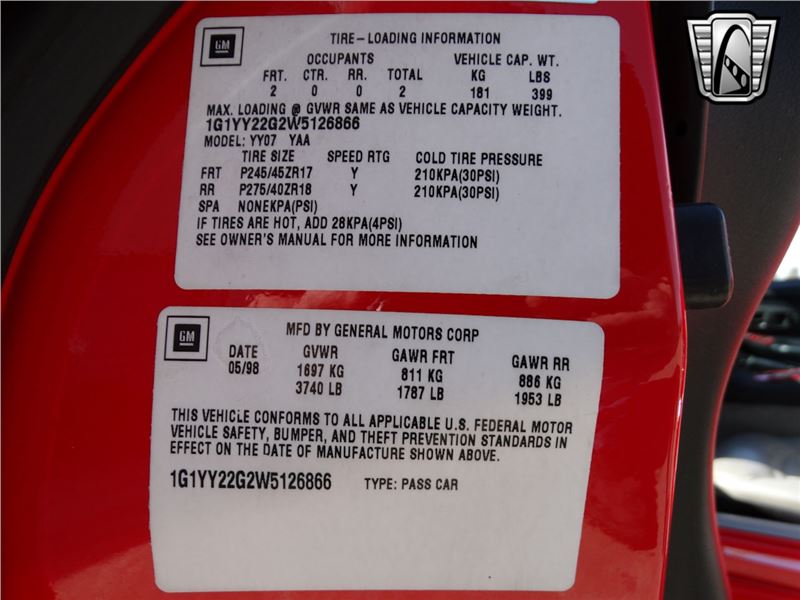 GM
TIRE-LOADING INFORMATION
OCCUPANTS VEHICLE CAP. WT.
FRT. CTR. RR. TOTAL KG LBS
2 0 0 2 181 399
MAX. LOADING @ GVWR SAME AS VEHICLE CAPACITY WEIGHT.
1G1YY22G2W5126866
MODEL: YY07 YAA
TIRE SIZE SPEED RTG COLD TIRE PRESSURE
FRT P245/45ZR17 Y 210KPA(30PSI)
RR P275/40ZR18 Y 210KPA(30PSI)
SPA NONEKPA(PSI)
IF TIRES ARE HOT, ADD 28KPA(4PSI)
SEE OWNER'S MANUAL FOR MORE INFORMATION
GM
MFD BY GENERAL MOTORS CORP
DATE GVWR GAWR FRT GAWR RR
05/98 1697 KG 811 KG 886 KG
3740 LB 1787 LB 1953 LB
THIS VEHICLE CONFORMS TO ALL APPLICABLE U.S. FEDERAL MOTOR
VEHICLE SAFETY, BUMPER, AND THEFT PREVENTION STANDARDS IN
EFFECT ON THE DATE OF MANUFACTURE SHOWN ABOVE.
1G1YY22G2W5126866 TYPE: PASS CAR